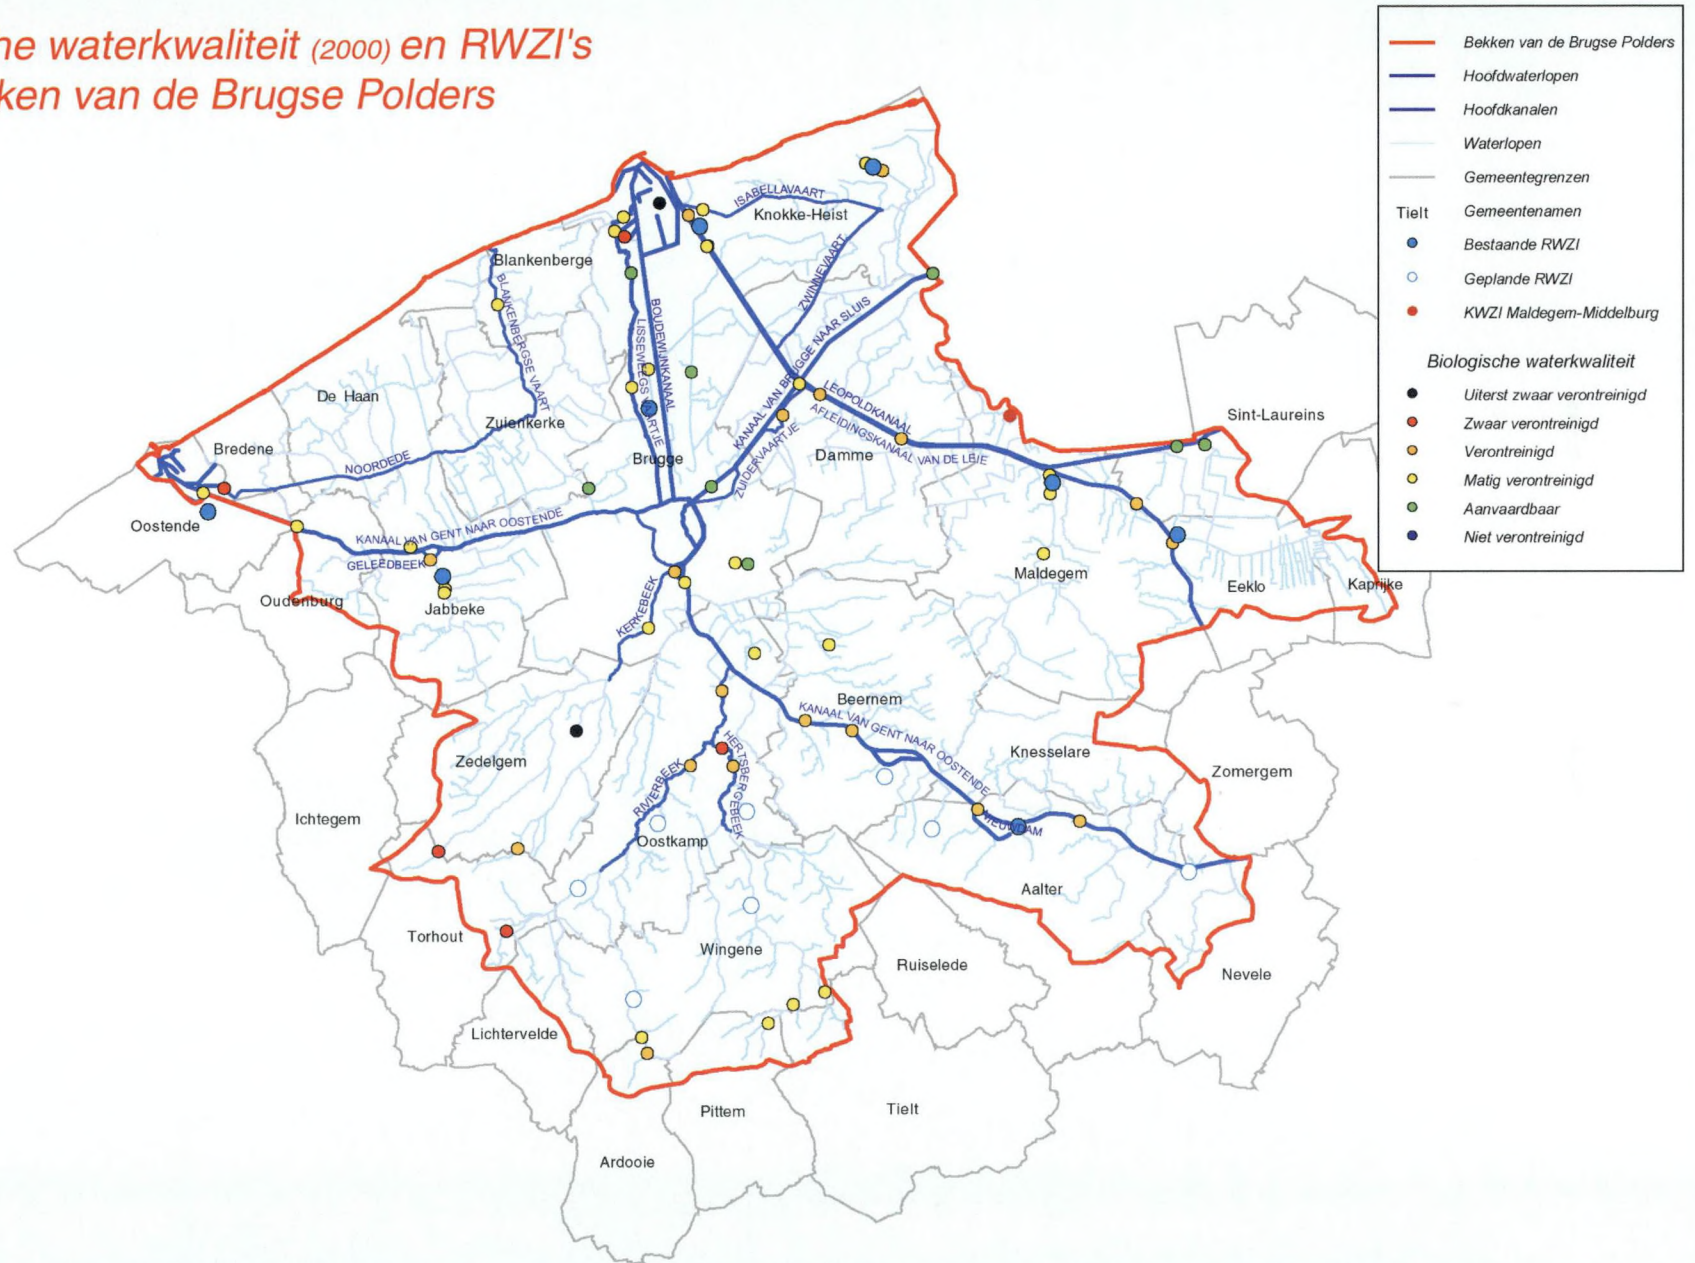 ne waterkwaliteit (2000) en RWZI's
ken van de Brugse Polders
Bekken van de Brugse Polders
Hoofdwaterlopen
Hoofdkanalen
Waterlopen
Gemeentegrenzen
Tielt Gemeentenamen
Bestaande RWZI
Geplande RWZI
KWZI Maldegem-Middelburg
Biologische waterkwaliteit
Uiterst zwaar verontreinigd
Zwaar verontreinigd
Verontreinigd
Matig verontreinigd
Aanvaardbaar
Niet verontreinigd
ISABELLAVAART
Knokke-Heist
Blankenberge
ZWINNEVAART
BLANKENBERGSE VAART
BOUDEWIJNKANAAL
LISSEWEEGS VAARTJE
KANAAL VAN BRUGGE NAAR SLUIS
De Haan
LEOPOLDKANAAL
AFLEIDINGSKANAAL VAN DE LEIE
Sint-Laureins
Zuienkerke
ZUIDERVAARTJE
Bredene
NOORDEDE
Brugge
Damme
Oostende
KANAAL VAN GENT NAAR OOSTENDE
GELEEDBEEK
Maldegem
Eeklo
Kaprijke
Oudenburg
Jabbeke
KERKEBEEK
Beernem
KANAAL VAN GENT NAAR OOSTENDE
Zedelgem
HERTSBERGEBEEK
Knesselare
Zomergem
RIVIERBEEK
Ichtegem
NIEUWDAM
Oostkamp
Aalter
Torhout
Wingene
Ruiselede
Nevele
Lichtervelde
Pittem
Tielt
Ardooie